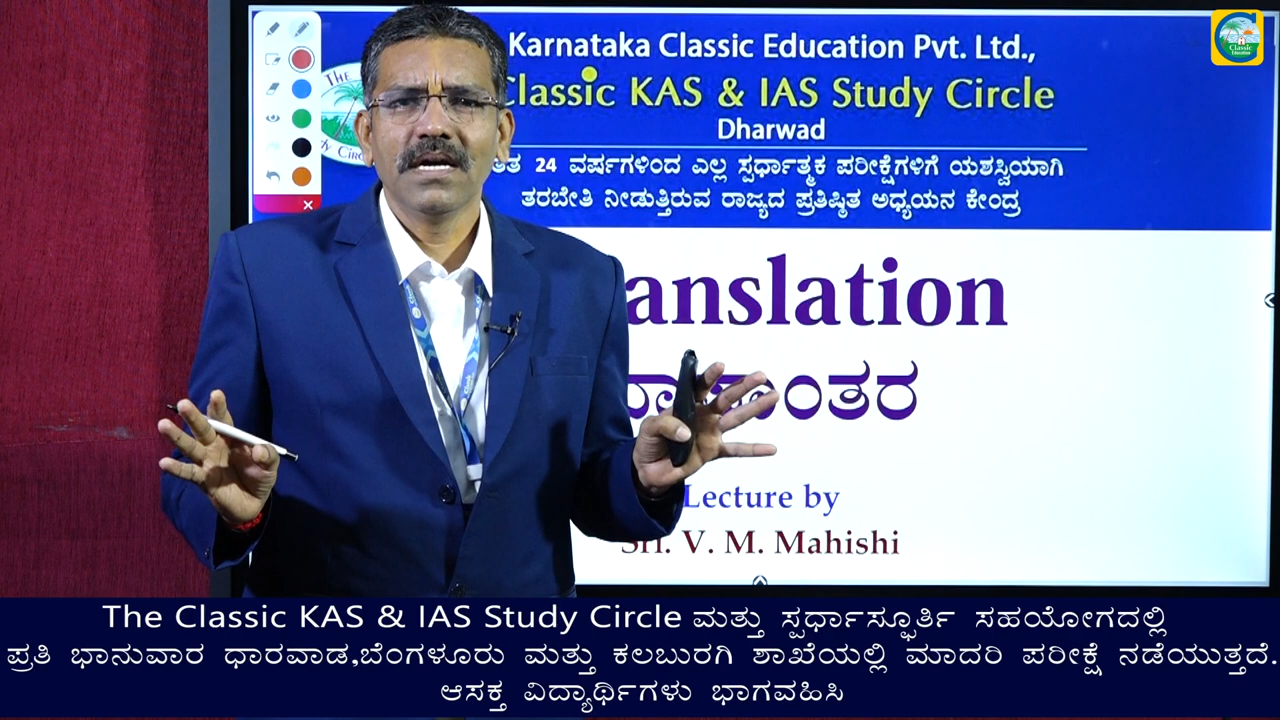 Karnataka Classic Education Pvt. Ltd.,
Classic KAS & IAS Study Circle
Dharwad
24 ವರ್ಷಗಳಿಂದ ಎಲ್ಲ ಸ್ಪರ್ಧಾತ್ಮಕ ಪರೀಕ್ಷೆಗಳಿಗೆ ಯಶಸ್ವಿಯಾಗಿ
ತರಬೇತಿ ನೀಡುತ್ತಿರುವ ರಾಜ್ಯದ ಪ್ರತಿಷ್ಠಿತ ಅಧ್ಯಯನ ಕೇಂದ್ರ
anslation
Lecture by
Sri. V. M. Mahishi
Classic
Education
The Classic KAS & IAS Study Circle ಮತ್ತು ಸ್ಪರ್ಧಾಸ್ಫೂರ್ತಿ ಸಹಯೋಗದಲ್ಲಿ
ಪ್ರತಿ ಭಾನುವಾರ ಧಾರವಾಡ,ಬೆಂಗಳೂರು ಮತ್ತು ಕಲಬುರಗಿ ಶಾಖೆಯಲ್ಲಿ ಮಾದರಿ ಪರೀಕ್ಷೆ ನಡೆಯುತ್ತದೆ.
ಆಸಕ್ತ ವಿದ್ಯಾರ್ಥಿಗಳು ಭಾಗವಹಿಸಿ